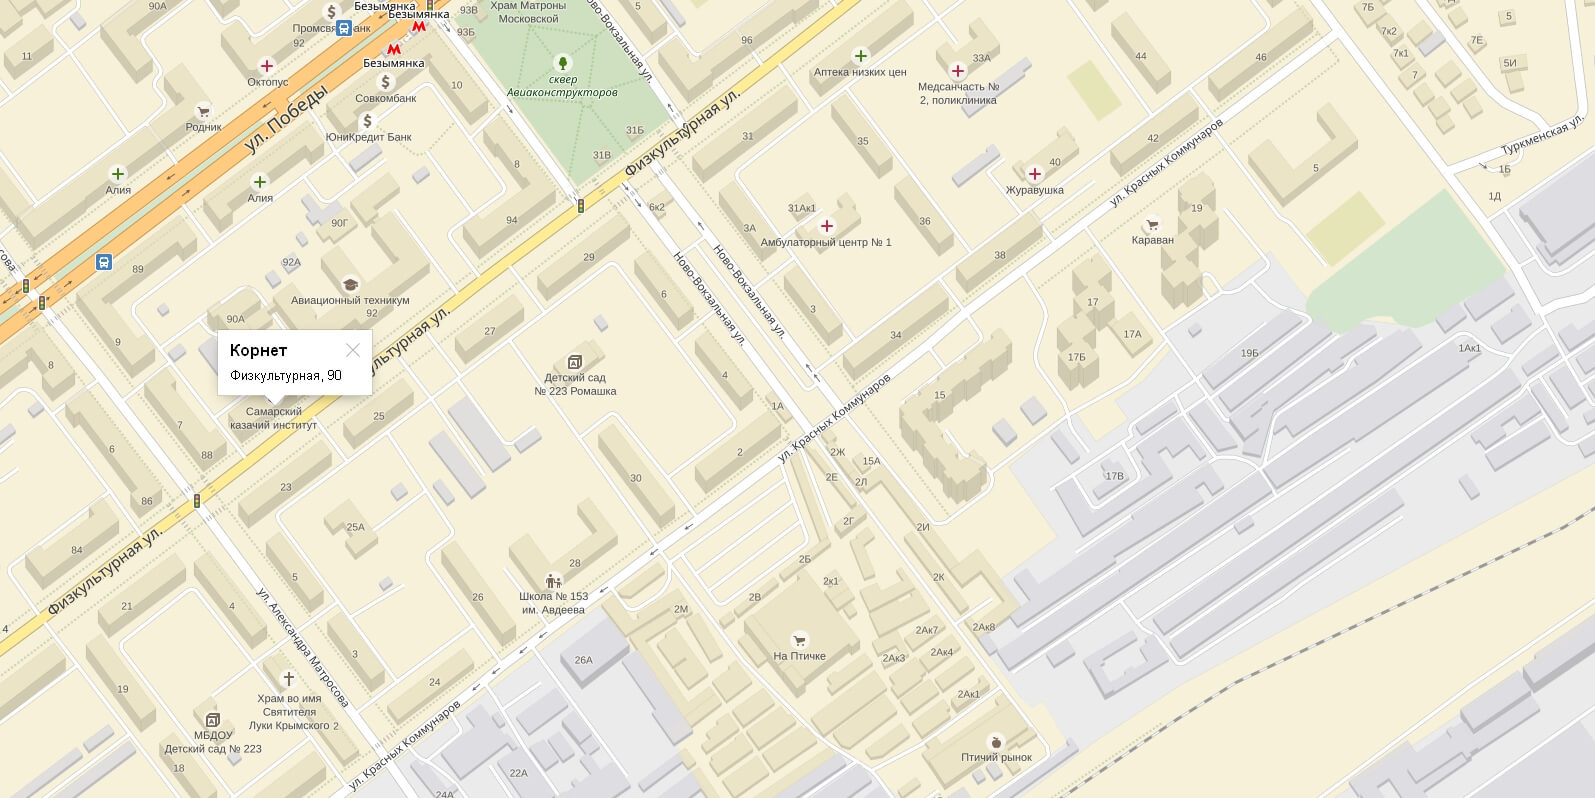 Безымянка
Безымянка
Промсвязьбанк
92
11
Октопус
Безымянка
Совкомбанк
ЮниКредит Банк
Родник
ул. Победы
Алия
Алия
10
93В
93Б
Храм Матроны
Московской
Ново-Вокзальная ул.
сквер
Авиаконструкторов
31Б
31В
96
Физкультурная ул.
Аптека низких цен
33А
Медсанчасть №
2, поликлиника
44
46
7Б
7к2
7к1
7
7Е
5
5И
Туркменская ул.
1Б
1Д
8
31
35
40
Журавушка
42
ул. Красных Коммунаров
5
94
6к2
3А
31Ак1
Амбулаторный центр № 1
36
38
19
Караван
90Г
92А
89
Авиационный техникум
92
90А
9
Корнет
Физкультурная, 90
Самарский
казачий институт
Физкультурная ул.
29
27
25
6
4
Ново-Вокзальная ул.
Ново-Вокзальная ул.
3
34
17
17Б
17А
19Б
1Ак1
Детский сад
№ 223 Ромашка
1А
ул. Красных Коммунаров
15
7
88
6
86
23
25А
30
2
2Ж
2Е
15А
2Л
2Г
2И
17В
84
Физкультурная ул.
4
21
4
5
ул. Александра Матросова
28
Школа № 153
им. Авдеева
26
2Б
2к1
2В
2К
2М
На Птичке
2Ак7
2Ак8
2Ак3
2Ак4
2Ак1
Птичий рынок
3
26А
24
19
Храм во имя
Святителя
Луки Крымского 2
МБДОУ
Детский сад № 223
18
ул. Красных Коммунаров
22А
24А